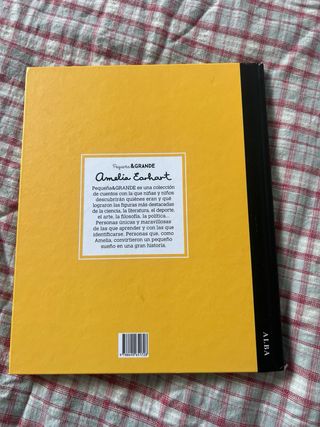 Pequeña&GRANDE
Amelia Earhart
Pequeña&GRANDE es una colección
de cuentos con la que niñas y niños
descubrirán quiénes eran y qué
lograron las figuras más destacadas
de la ciencia, la literatura, el deporte,
el arte, la filosofía, la política...
Personas únicas y maravillosas
de las que aprender y con las que
identificarse. Personas que, como
Amelia, convirtieron un pequeño
sueño en una gran historia.
ALBA